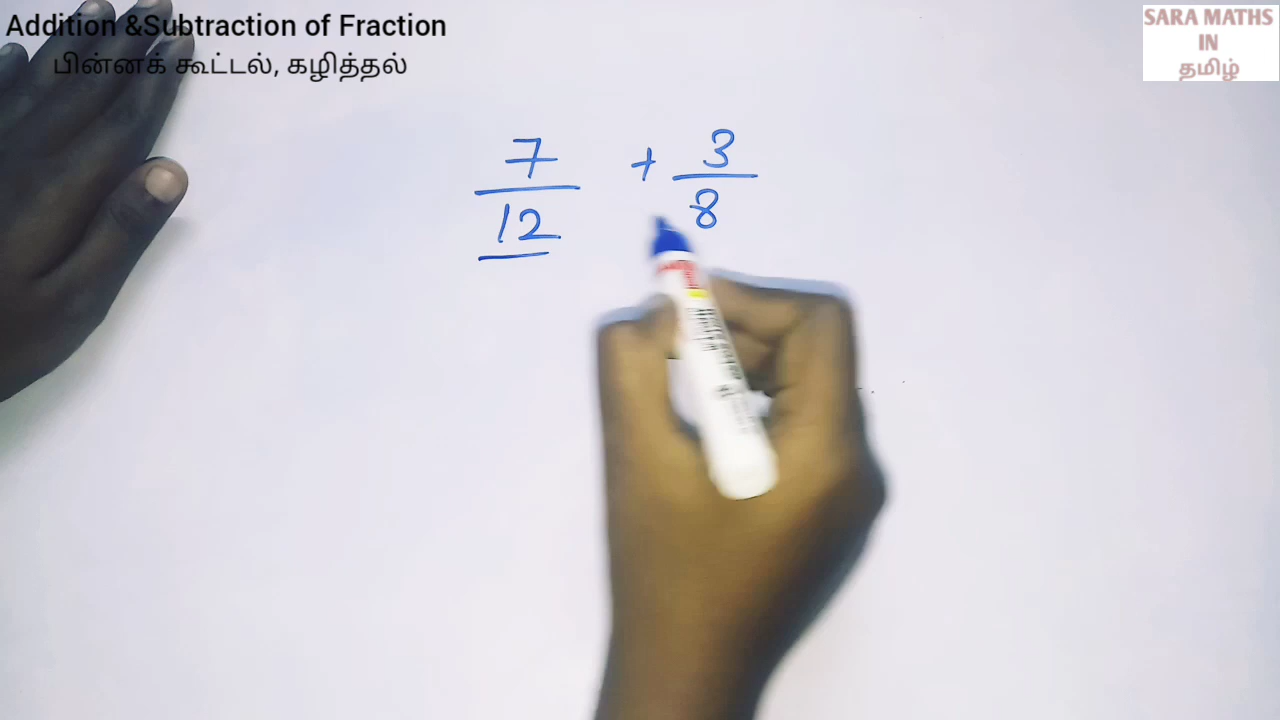 Addition &Subtraction of Fraction
பின்னக் கூட்டல், கழித்தல்
SARA MATHS
IN
தமிழ்
7/12 + 3/8